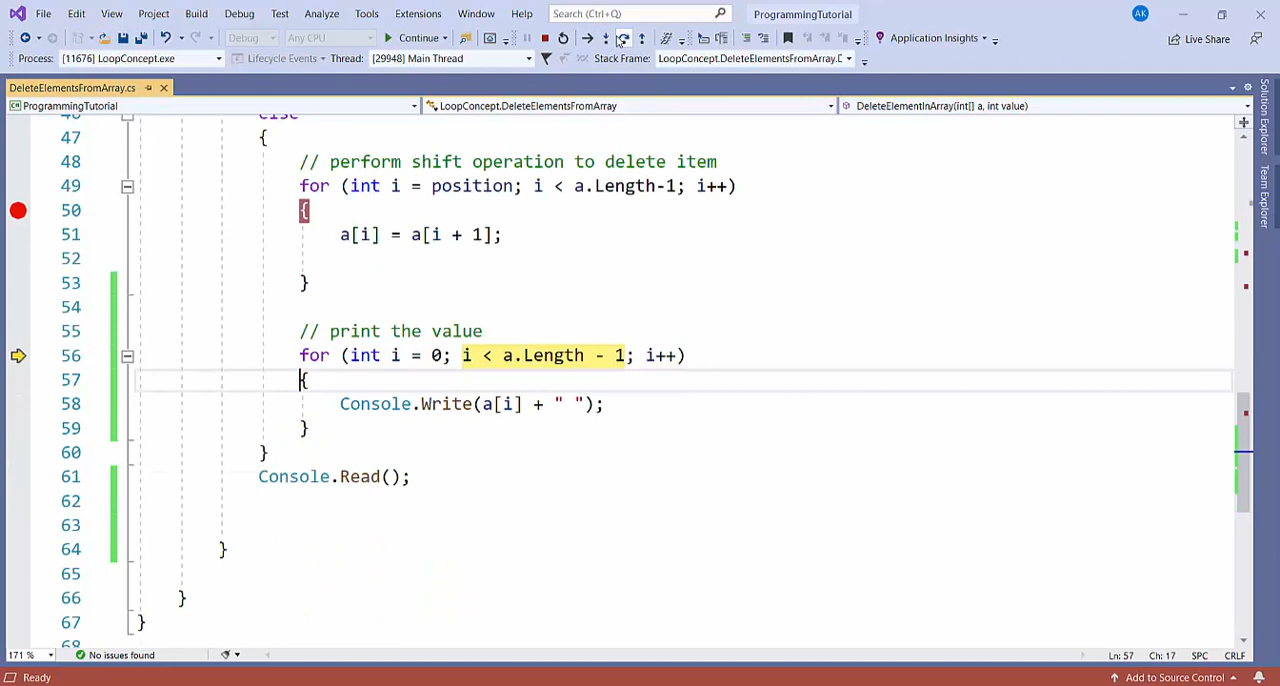 File Edit View Project Build Debug Test Analyze Tools Extensions Window Help Search (Ctrl+Q) ProgrammingTutorial AK
Debug Any CPU Continue Application Insights Live Share
Process: [11676] LoopConcept.exe Lifecycle Events Thread: [29948] Main Thread Stack Frame: LoopConcept.DeleteElementsFromArray.D
DeleteElementsFromArray.cs
ProgrammingTutorial LoopConcept.DeleteElementsFromArray DeleteElementInArray(int[] a, int value)
46 else
47 {
48 // perform shift operation to delete item
49 for (int i = position; i < a.Length-1; i++)
50 {
51 a[i] = a[i + 1];
52
53 }
54
55 // print the value
56 for (int i = 0; i < a.Length - 1; i++)
57 {
58 Console.Write(a[i] + " ");
59 }
60 }
61 Console.Read();
62
63
64 }
65
66 }
67 }
68
Solution Explorer
Team Explorer
171 % No issues found Ln: 57 Ch: 17 SPC CRLF
Ready Add to Source Control